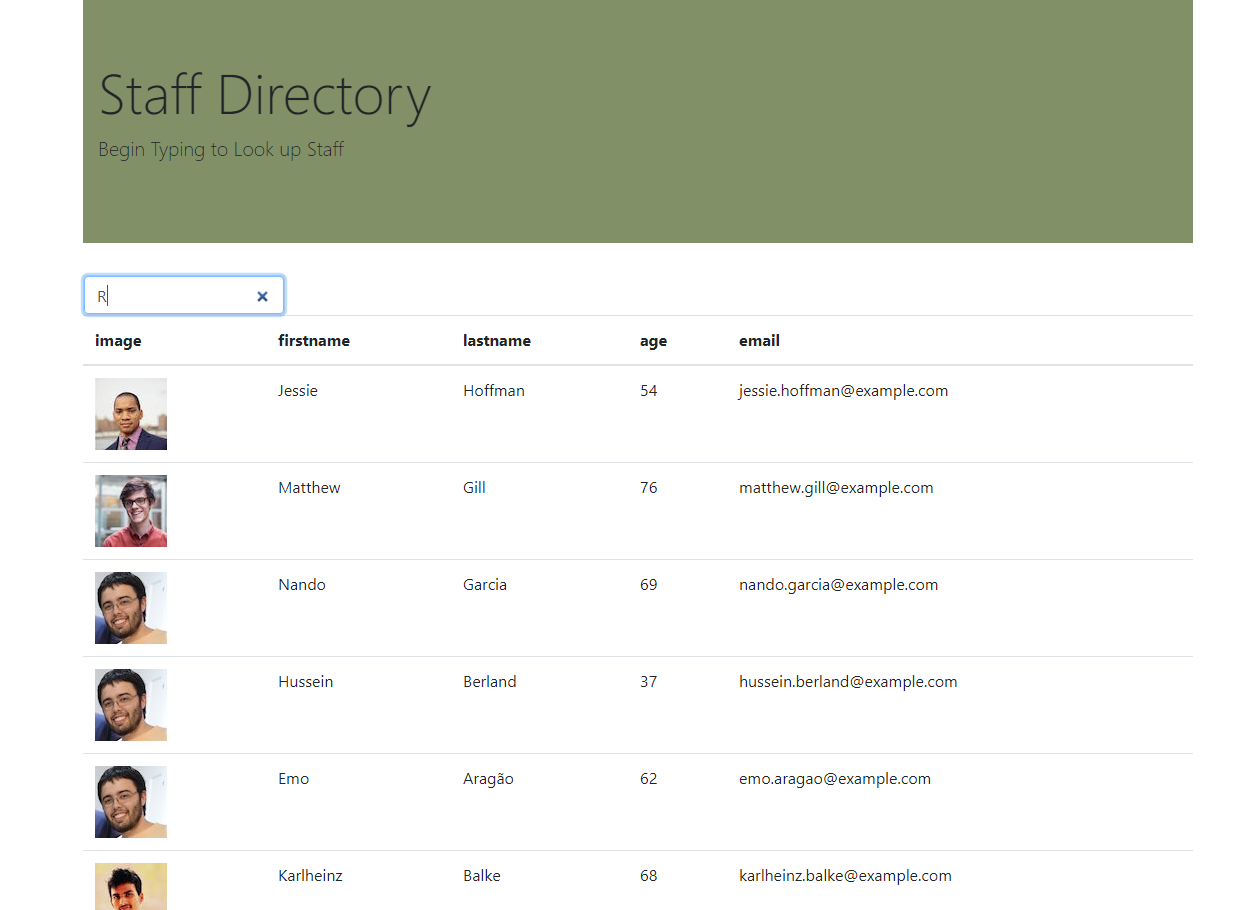 Staff Directory
Begin Typing to Look up Staff
R
image firstname lastname age email
Jessie Hoffman 54 jessie.hoffman@example.com
Matthew Gill 76 matthew.gill@example.com
Nando Garcia 69 nando.garcia@example.com
Hussein Berland 37 hussein.berland@example.com
Emo Aragão 62 emo.aragao@example.com
Karlheinz Balke 68 karlheinz.balke@example.com